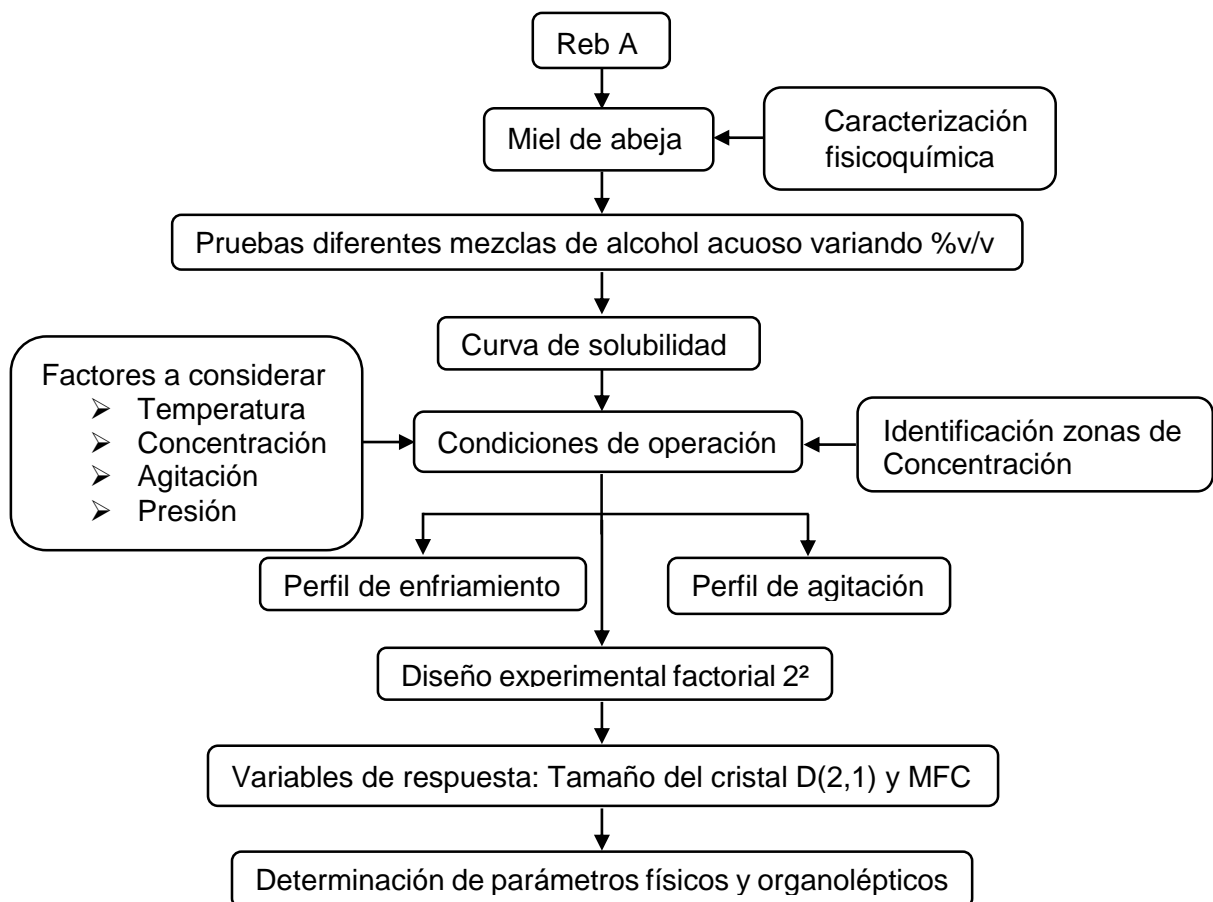 Reb A
Miel de abeja
Caracterización
fisicoquímica
Pruebas diferentes mezclas de alcohol acuoso variando %v/v
Curva de solubilidad
Factores a considerar
➢ Temperatura
➢ Concentración
➢ Agitación
➢ Presión
Condiciones de operación
Identificación zonas de
Concentración
Perfil de enfriamiento
Perfil de agitación
Diseño experimental factorial 2²
Variables de respuesta: Tamaño del cristal D(2,1) y MFC
Determinación de parámetros físicos y organolépticos